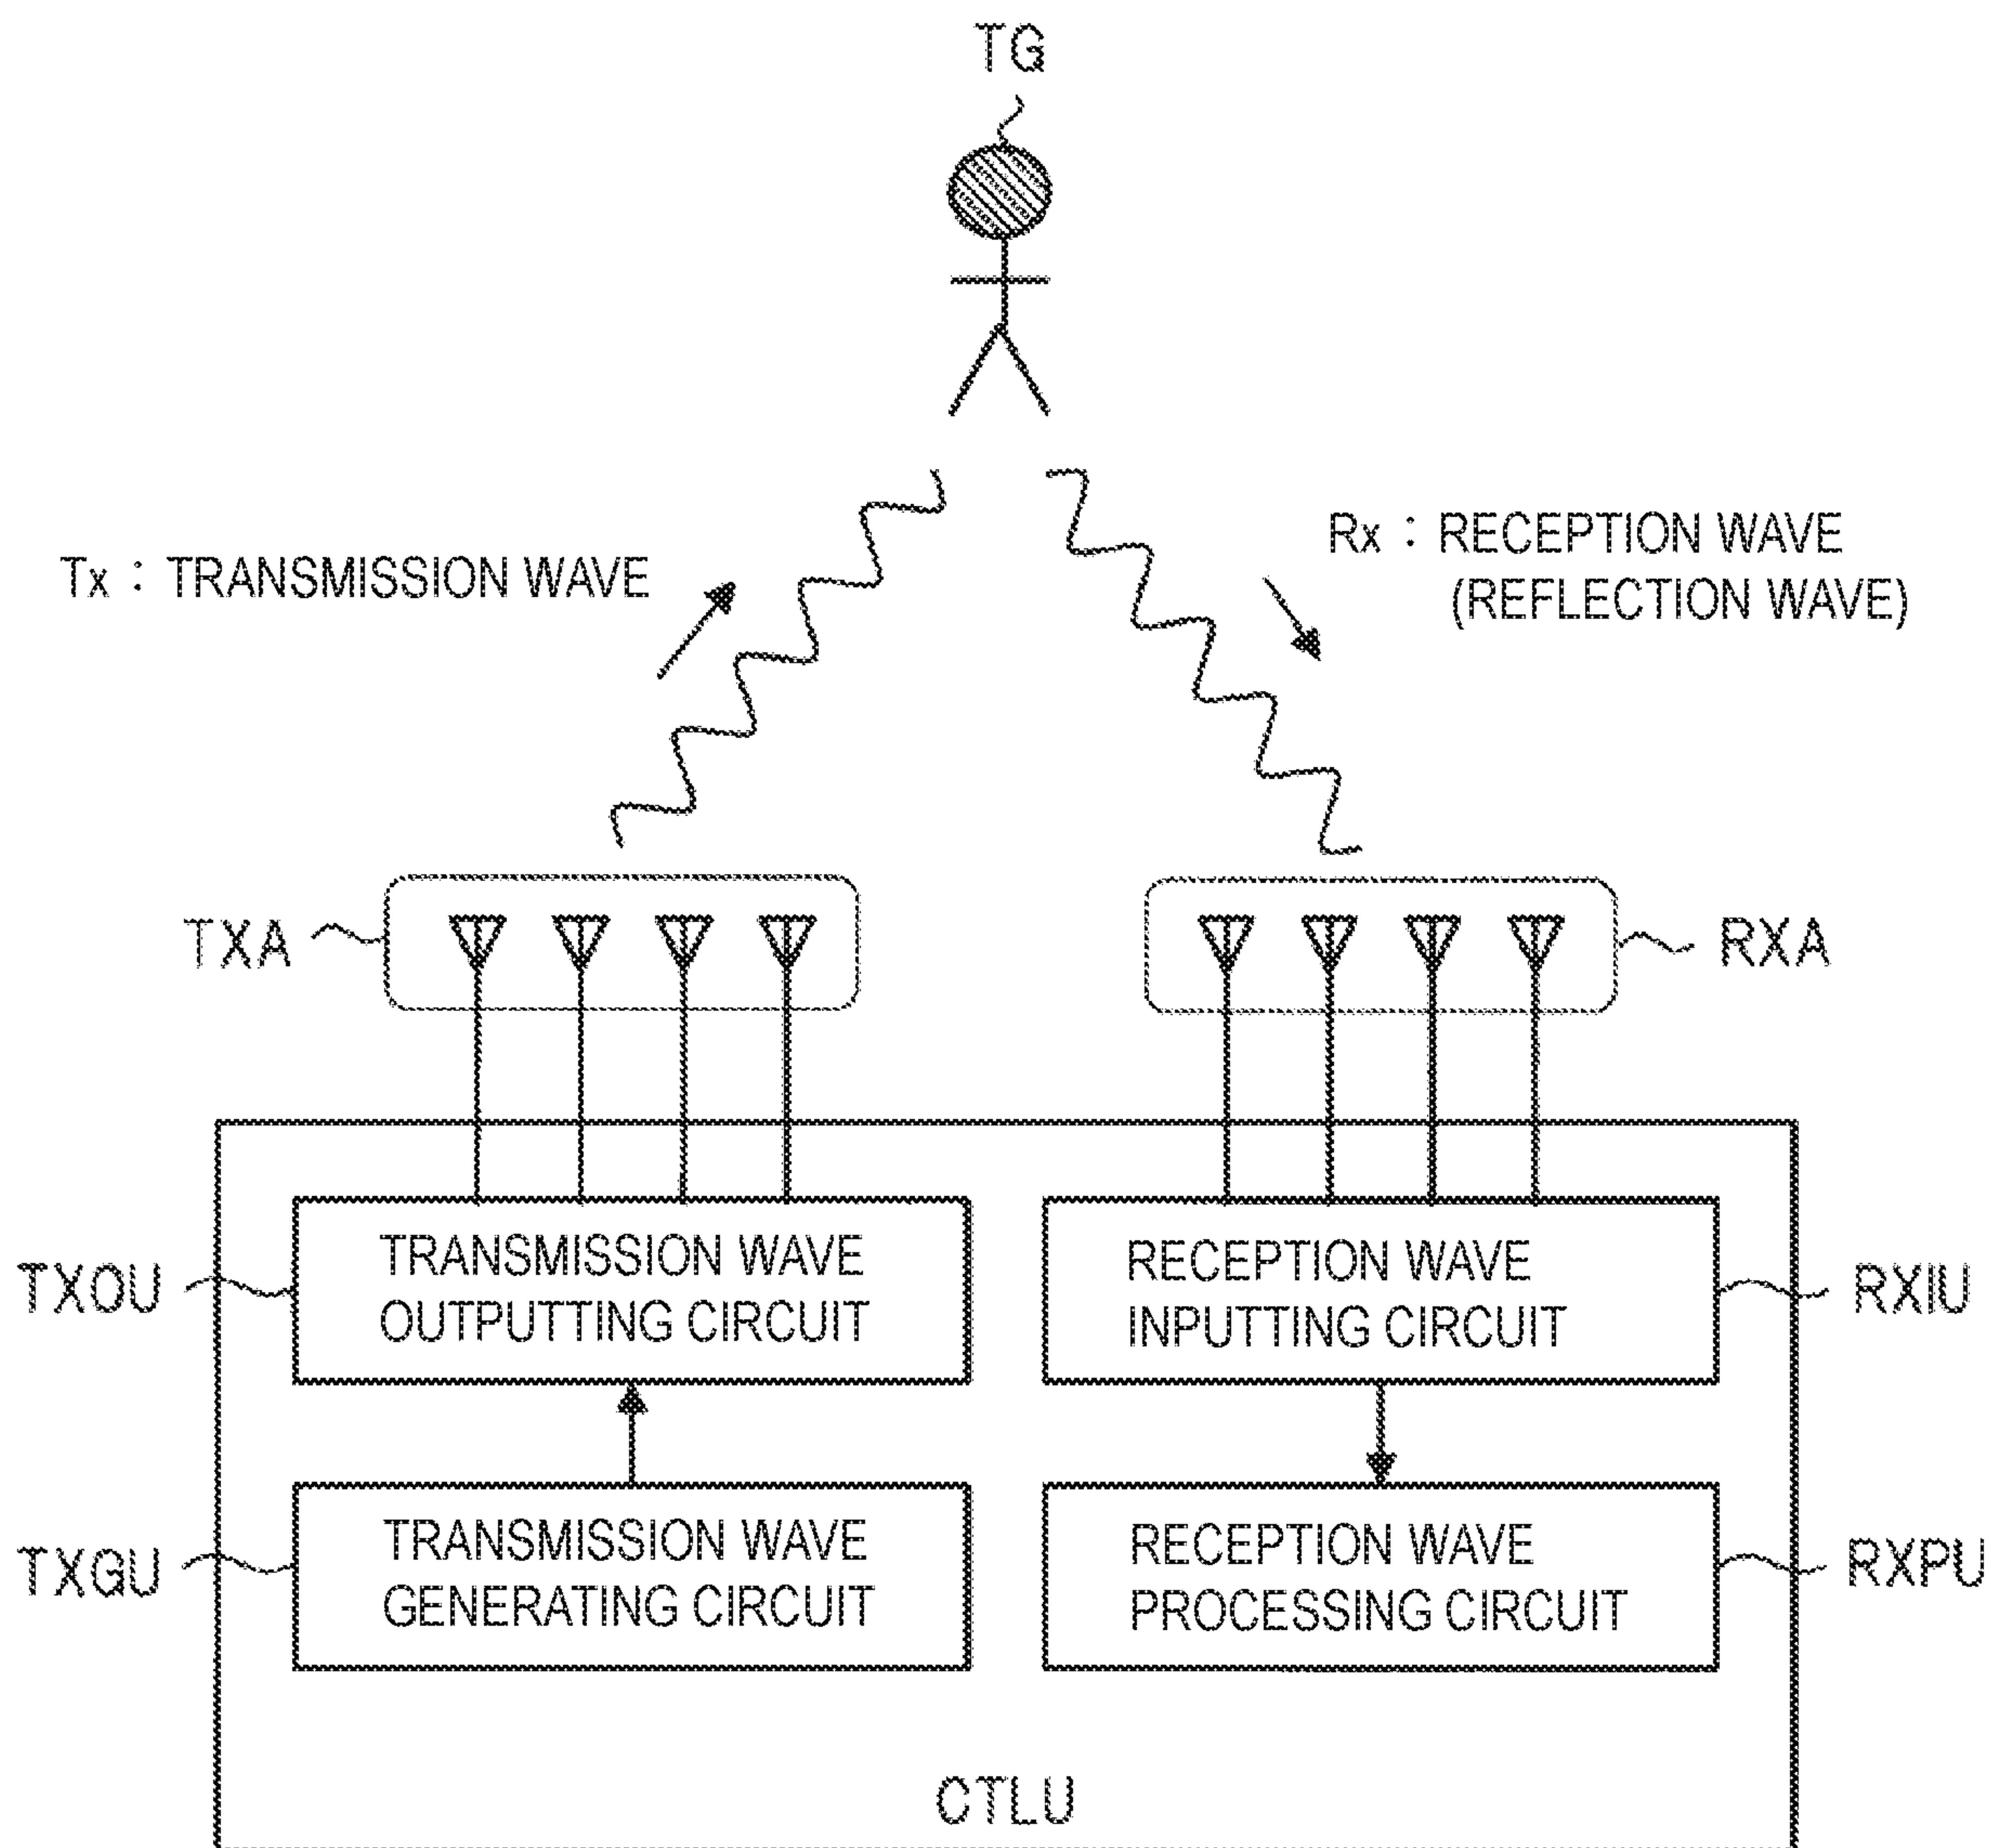 TG
Tx : TRANSMISSION WAVE
Rx : RECEPTION WAVE
(REFLECTION WAVE)
TXA
RXA
TXOU
TRANSMISSION WAVE
OUTPUTTING CIRCUIT
RECEPTION WAVE
INPUTTING CIRCUIT
RXIU
TXGU
TRANSMISSION WAVE
GENERATING CIRCUIT
RECEPTION WAVE
PROCESSING CIRCUIT
RXPU
CTLU